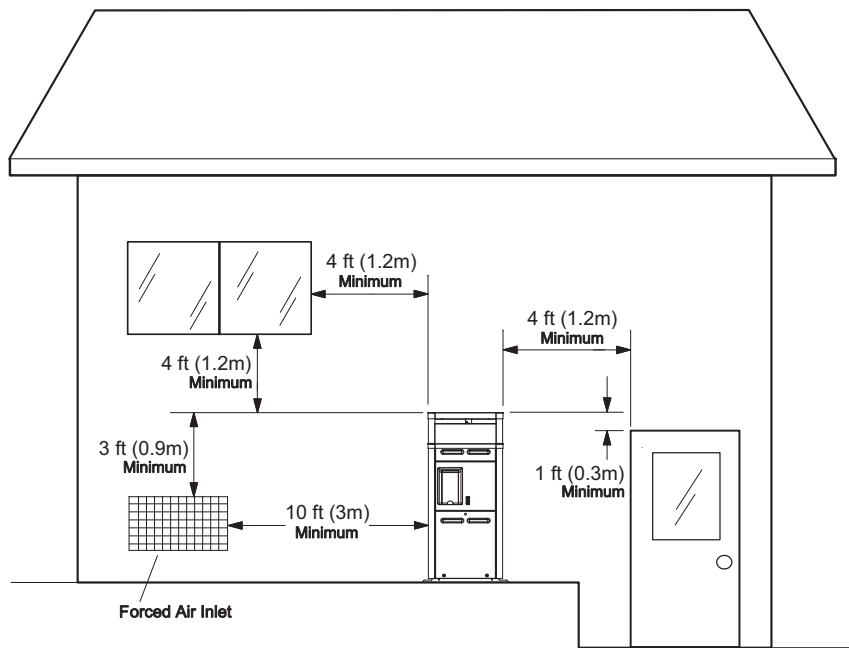 4 ft (1.2m)
Minimum
4 ft (1.2m)
Minimum
4 ft (1.2m)
Minimum
3 ft (0.9m)
Minimum
1 ft (0.3m)
Minimum
10 ft (3m)
Minimum
Forced Air Inlet